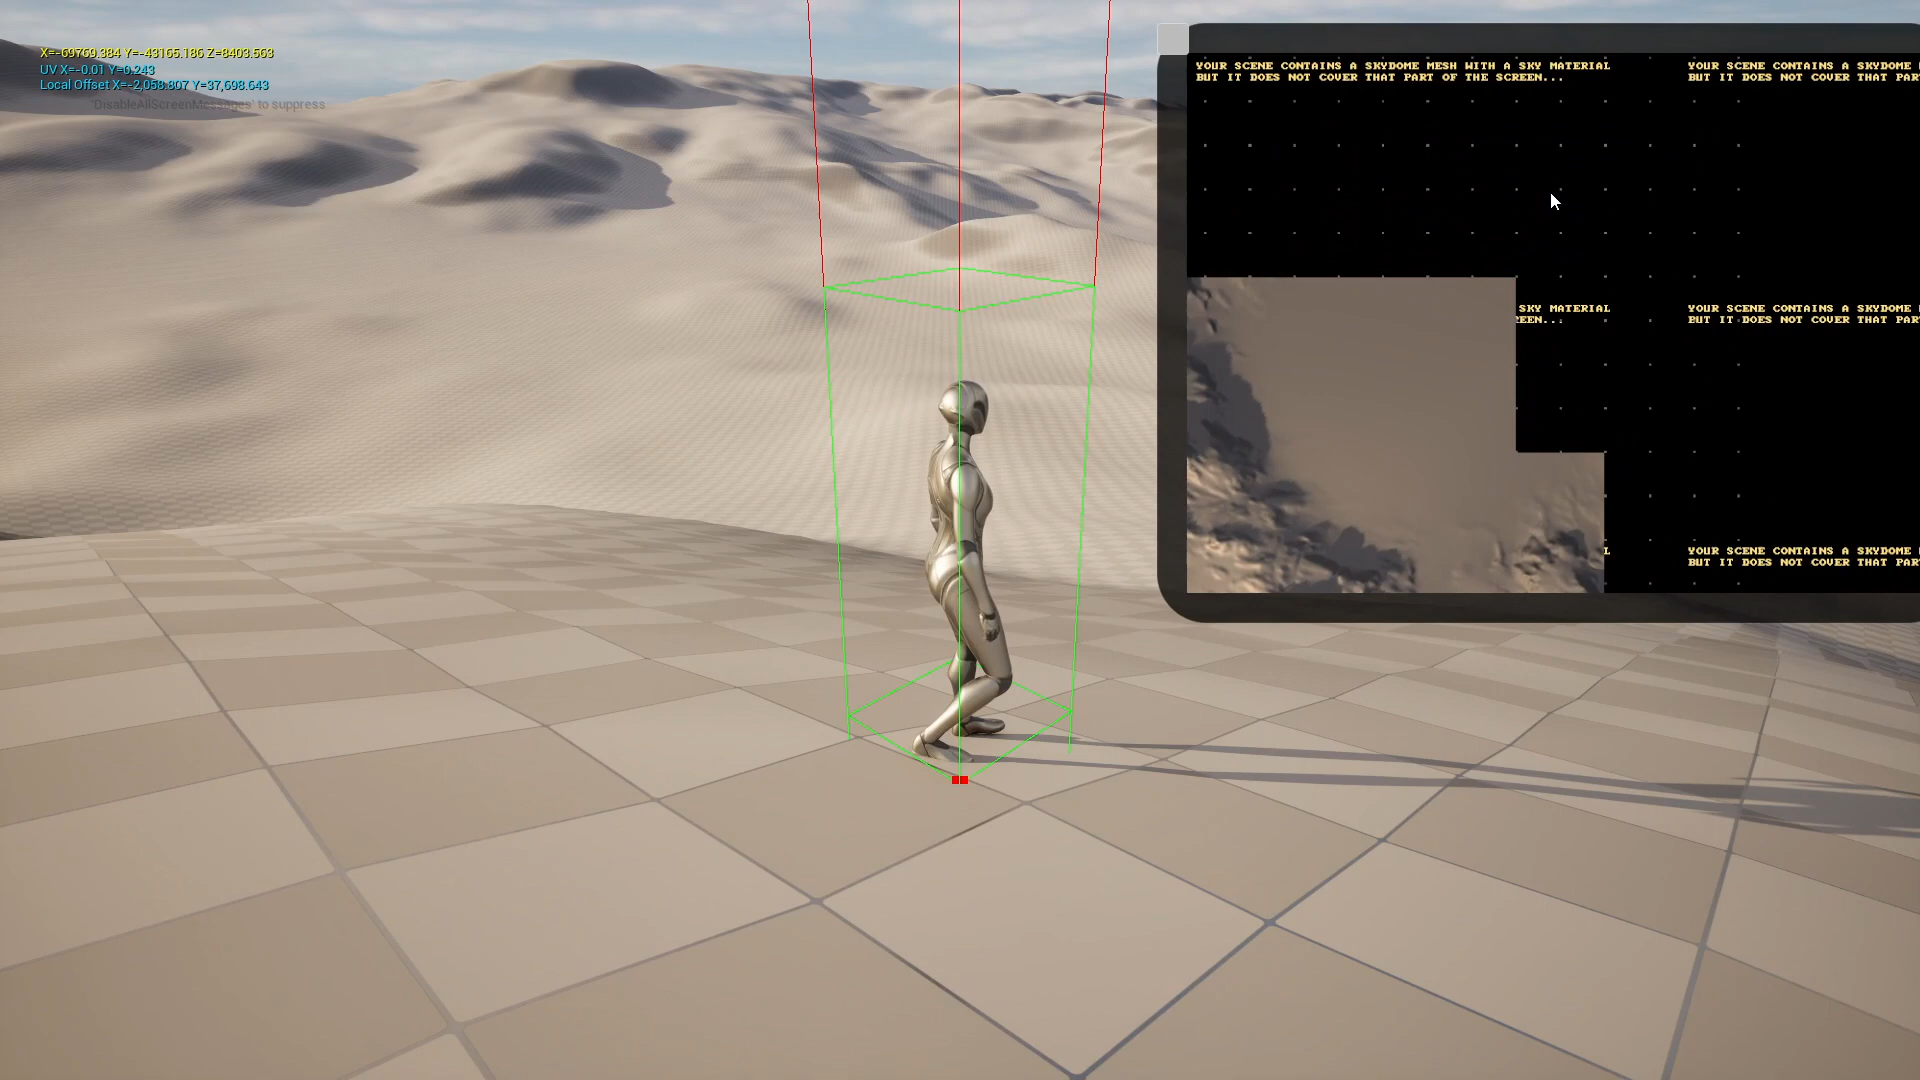 X=-69769.384 Y=-43165.186 Z=8403.563
UV X=-0.01 Y=0.243
Local Offset X=-2,058.807 Y=37,698.643
'DisableAllScreenMessages' to suppress
YOUR SCENE CONTAINS A SKYDOME MESH WITH A SKY MATERIAL
BUT IT DOES NOT COVER THAT PART OF THE SCREEN...
YOUR SCENE CONTAINS A SKYDOME
BUT IT DOES NOT COVER THAT PAR
SKY MATERIAL
EEN...
YOUR SCENE CONTAINS A SKYDOME
BUT IT DOES NOT COVER THAT PAR
YOUR SCENE CONTAINS A SKYDOME
BUT IT DOES NOT COVER THAT PAR